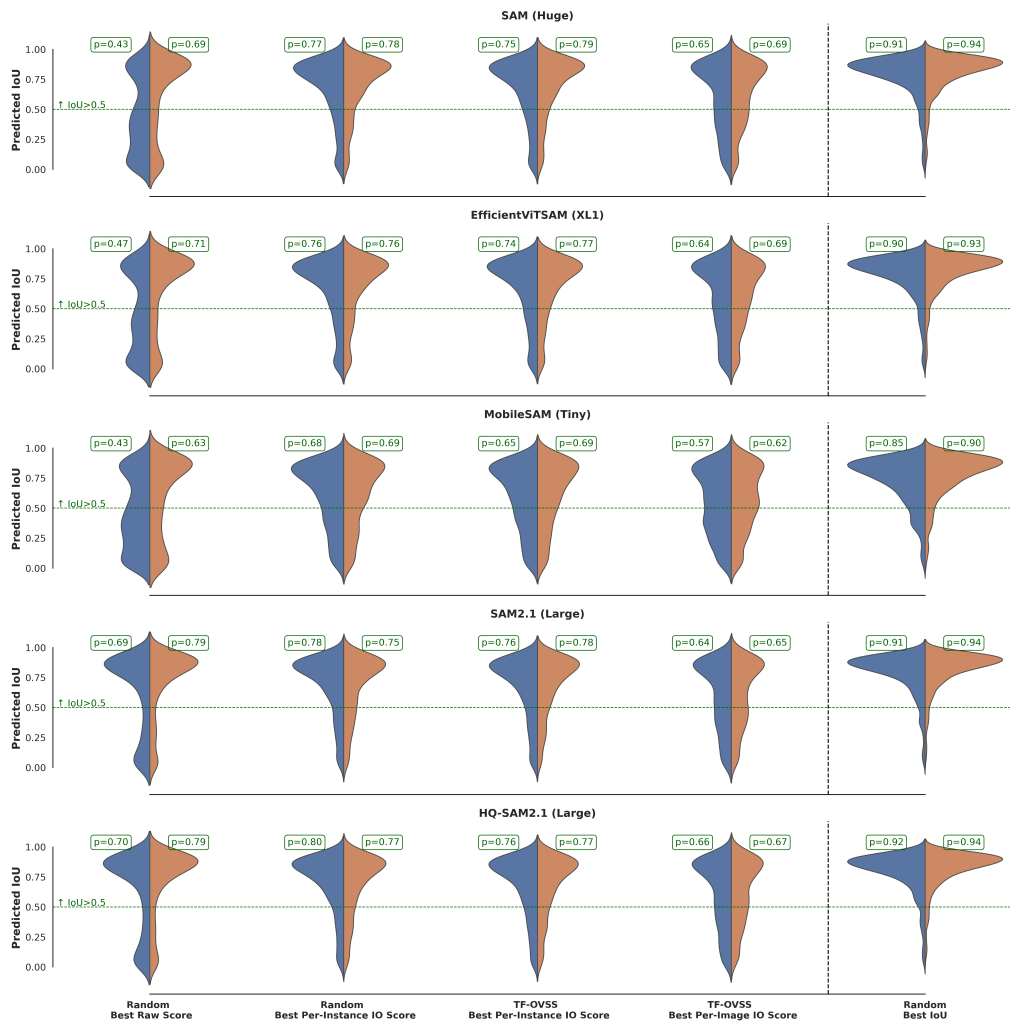 SAM (Huge)
p=0.43 p=0.69 p=0.77 p=0.78 p=0.75 p=0.79 p=0.65 p=0.69 p=0.91 p=0.94
Predicted IoU
1.00
0.75
0.50
0.25
0.00
↑ IoU>0.5
EfficientViTSAM (XL1)
p=0.47 p=0.71 p=0.76 p=0.76 p=0.74 p=0.77 p=0.64 p=0.69 p=0.90 p=0.93
Predicted IoU
1.00
0.75
0.50
0.25
0.00
↑ IoU>0.5
MobileSAM (Tiny)
p=0.43 p=0.63 p=0.68 p=0.69 p=0.65 p=0.69 p=0.57 p=0.62 p=0.85 p=0.90
Predicted IoU
1.00
0.75
0.50
0.25
0.00
↑ IoU>0.5
SAM2.1 (Large)
p=0.69 p=0.79 p=0.78 p=0.75 p=0.76 p=0.78 p=0.64 p=0.65 p=0.91 p=0.94
Predicted IoU
1.00
0.75
0.50
0.25
0.00
↑ IoU>0.5
HQ-SAM2.1 (Large)
p=0.70 p=0.79 p=0.80 p=0.77 p=0.76 p=0.77 p=0.66 p=0.67 p=0.92 p=0.94
Predicted IoU
1.00
0.75
0.50
0.25
0.00
↑ IoU>0.5
Random
Best Raw Score
Random
Best Per-Instance IO Score
TF-OVSS
Best Per-Instance IO Score
TF-OVSS
Best Per-Image IO Score
Random
Best IoU